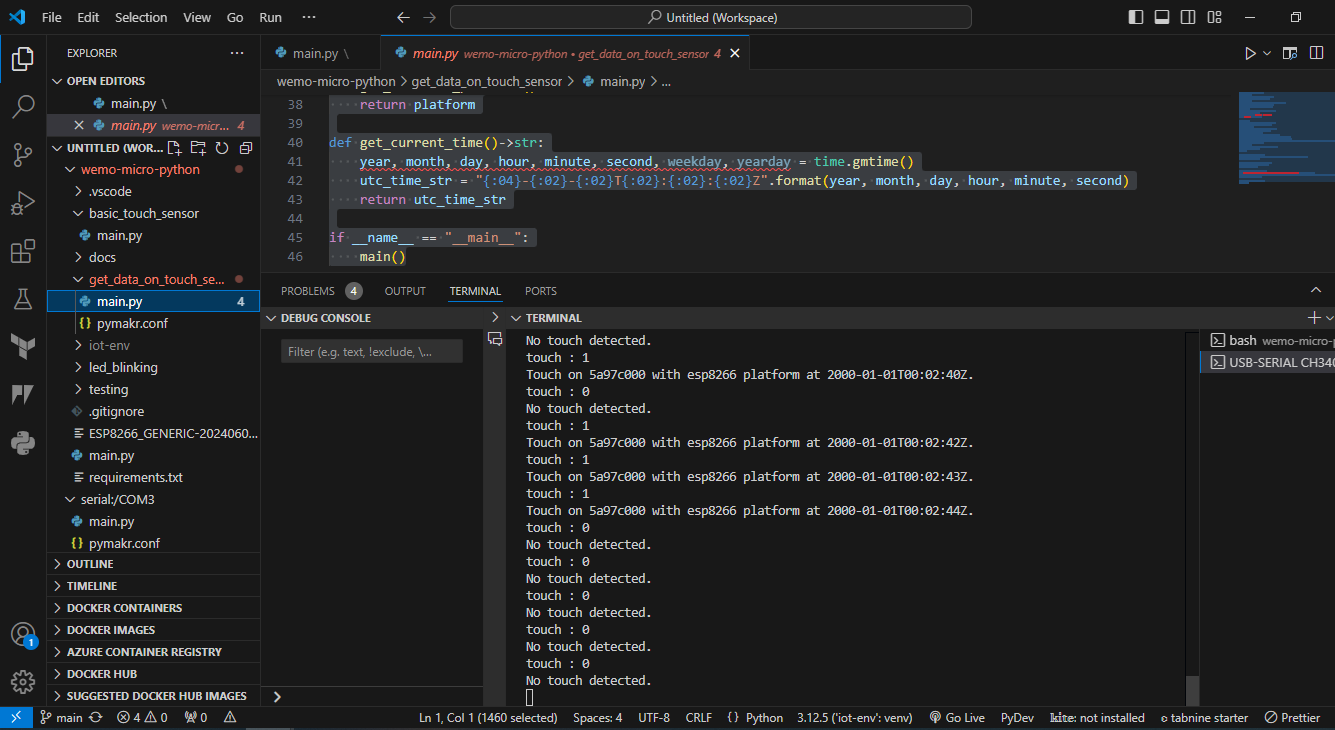 File Edit Selection View Go Run ··· Untitled (Workspace)
EXPLORER ···
OPEN EDITORS
main.py \
main.py wemo-micr... 4
UNTITLED (WOR...
wemo-micro-python
.vscode
basic_touch_sensor
main.py
docs
get_data_on_touch_se...
main.py 4
{} pymakr.conf
iot-env
led_blinking
testing
.gitignore
ESP8266_GENERIC-2024060...
main.py
requirements.txt
serial:/COM3
main.py
{} pymakr.conf
OUTLINE
TIMELINE
DOCKER CONTAINERS
DOCKER IMAGES
AZURE CONTAINER REGISTRY
DOCKER HUB
SUGGESTED DOCKER HUB IMAGES
1
main.py \
main.py wemo-micro-python • get_data_on_touch_sensor 4
wemo-micro-python > get_data_on_touch_sensor > main.py > ...
38 ····return platform
39
40 def get_current_time()->str:
41 year, month, day, hour, minute, second, weekday, yearday = time.gmtime()
42 utc_time_str = "{:04}-{:02}-{:02}T{:02}:{:02}:{:02}Z".format(year, month, day, hour, minute, second)
43 return utc_time_str
44
45 if __name__ == "__main__":
46 ····main()
PROBLEMS 4 OUTPUT TERMINAL PORTS
DEBUG CONSOLE
Filter (e.g. text, !exclude, \...
TERMINAL
No touch detected.
touch : 1
Touch on 5a97c000 with esp8266 platform at 2000-01-01T00:02:40Z.
touch : 0
No touch detected.
touch : 1
Touch on 5a97c000 with esp8266 platform at 2000-01-01T00:02:42Z.
touch : 1
Touch on 5a97c000 with esp8266 platform at 2000-01-01T00:02:43Z.
touch : 1
Touch on 5a97c000 with esp8266 platform at 2000-01-01T00:02:44Z.
touch : 0
No touch detected.
touch : 0
No touch detected.
touch : 0
No touch detected.
touch : 0
No touch detected.
touch : 0
No touch detected.
bash wemo-micro-p
USB-SERIAL CH340
main 4 0 0 Ln 1, Col 1 (1460 selected) Spaces: 4 UTF-8 CRLF {} Python 3.12.5 ('iot-env': venv) Go Live PyDev kite: not installed tabnine starter Prettier